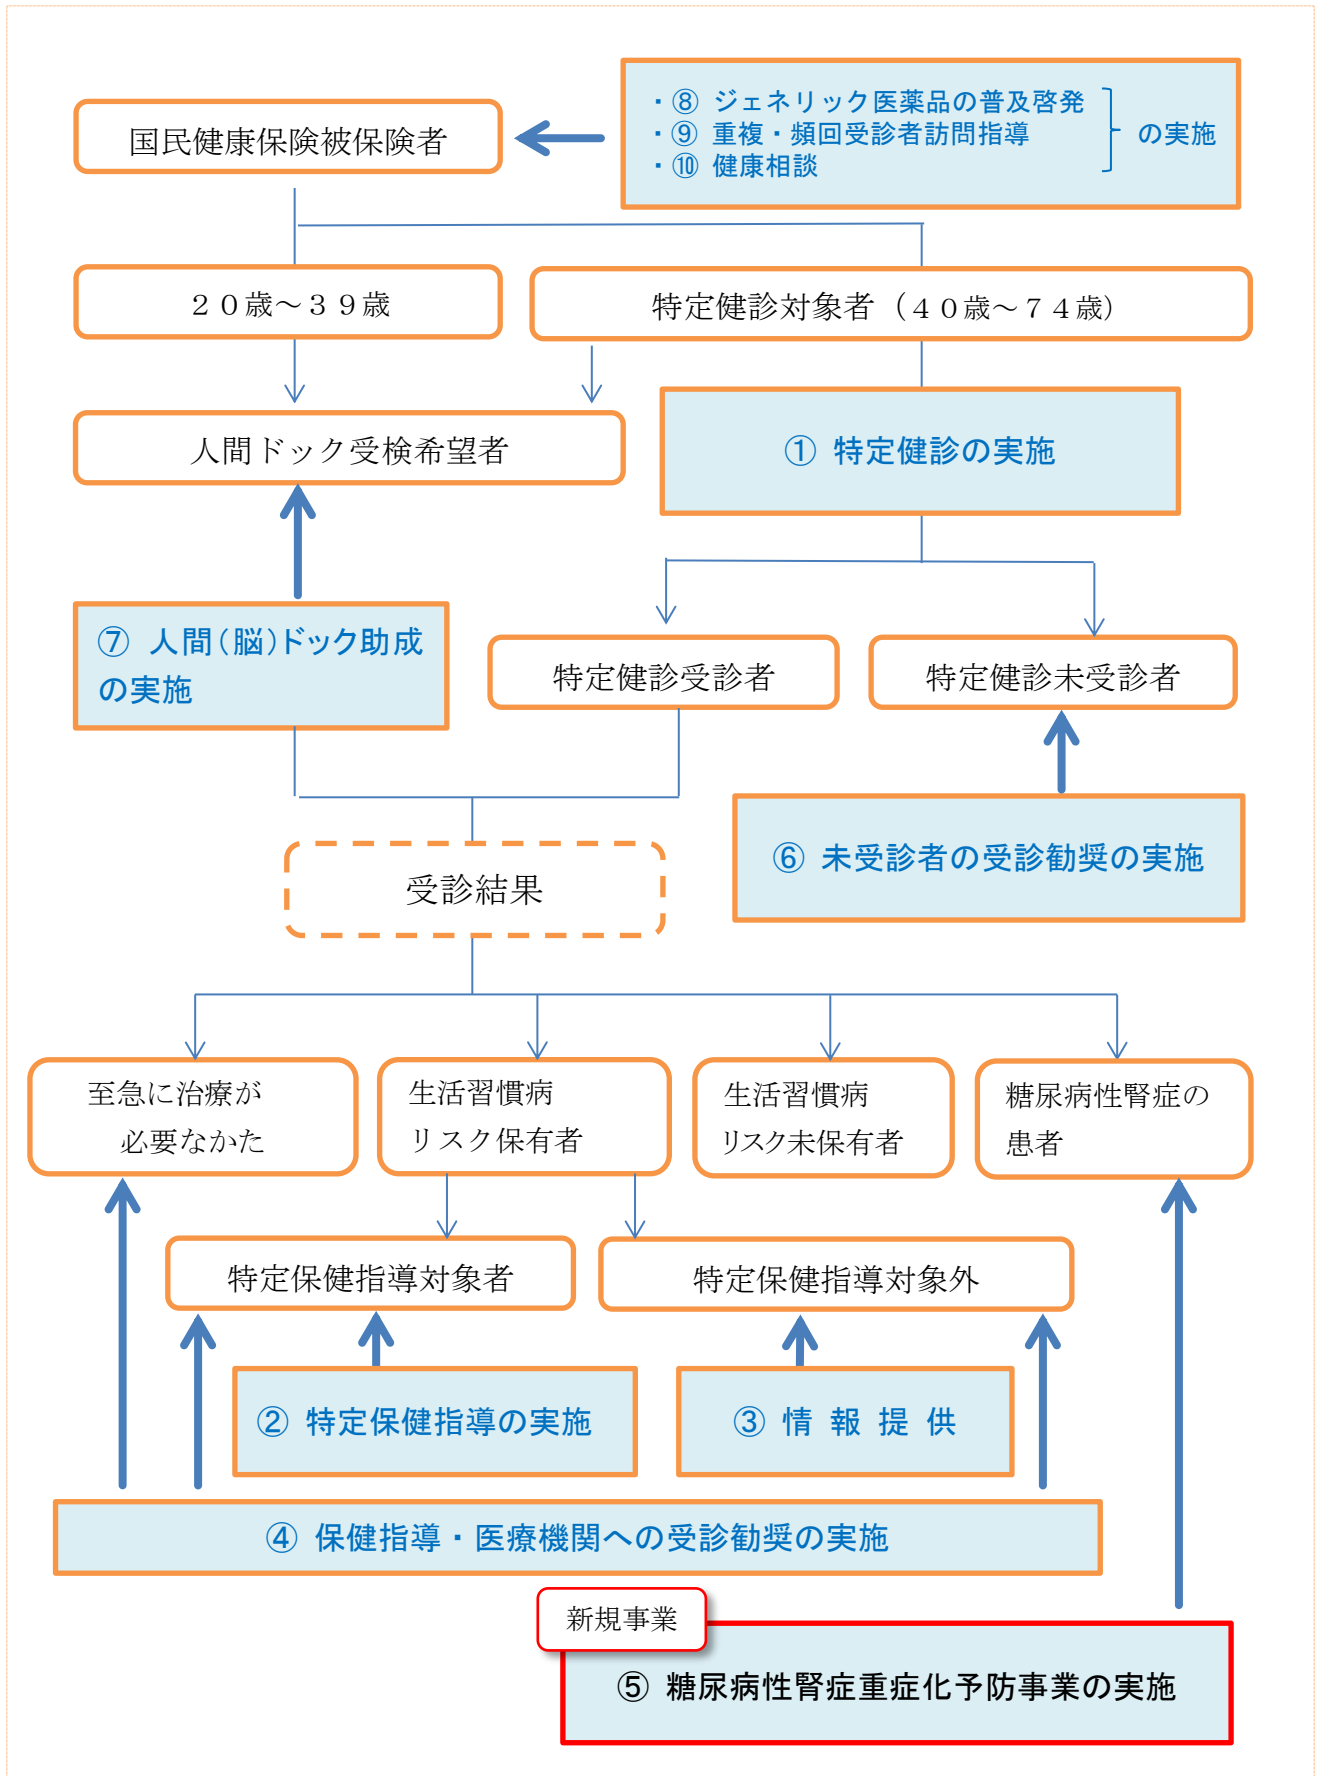 国民健康保険被保険者
・⑧ ジェネリック医薬品の普及啓発
・⑨ 重複・頻回受診者訪問指導
・⑩ 健康相談
の実施
２０歳～３９歳
特定健診対象者（４０歳～７４歳）
人間ドック受検希望者
① 特定健診の実施
⑦ 人間(脳)ドック助成
の実施
特定健診受診者
特定健診未受診者
⑥ 未受診者の受診勧奨の実施
受診結果
至急に治療が
必要なかた
生活習慣病
リスク保有者
生活習慣病
リスク未保有者
糖尿病性腎症の
患者
特定保健指導対象者
特定保健指導対象外
② 特定保健指導の実施
③ 情 報 提 供
④ 保健指導・医療機関への受診勧奨の実施
新規事業
⑤ 糖尿病性腎症重症化予防事業の実施